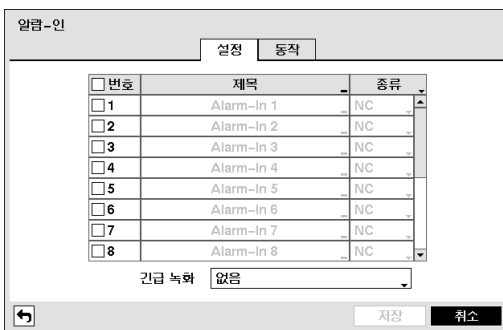 알람-인
설정 동작
번호 제목 종류
1 Alarm-In 1 NC
2 Alarm-In 2 NC
3 Alarm-In 3 NC
4 Alarm-In 4 NC
5 Alarm-In 5 NC
6 Alarm-In 6 NC
7 Alarm-In 7 NC
8 Alarm-In 8 NC
긴급 녹화 없음
저장 취소